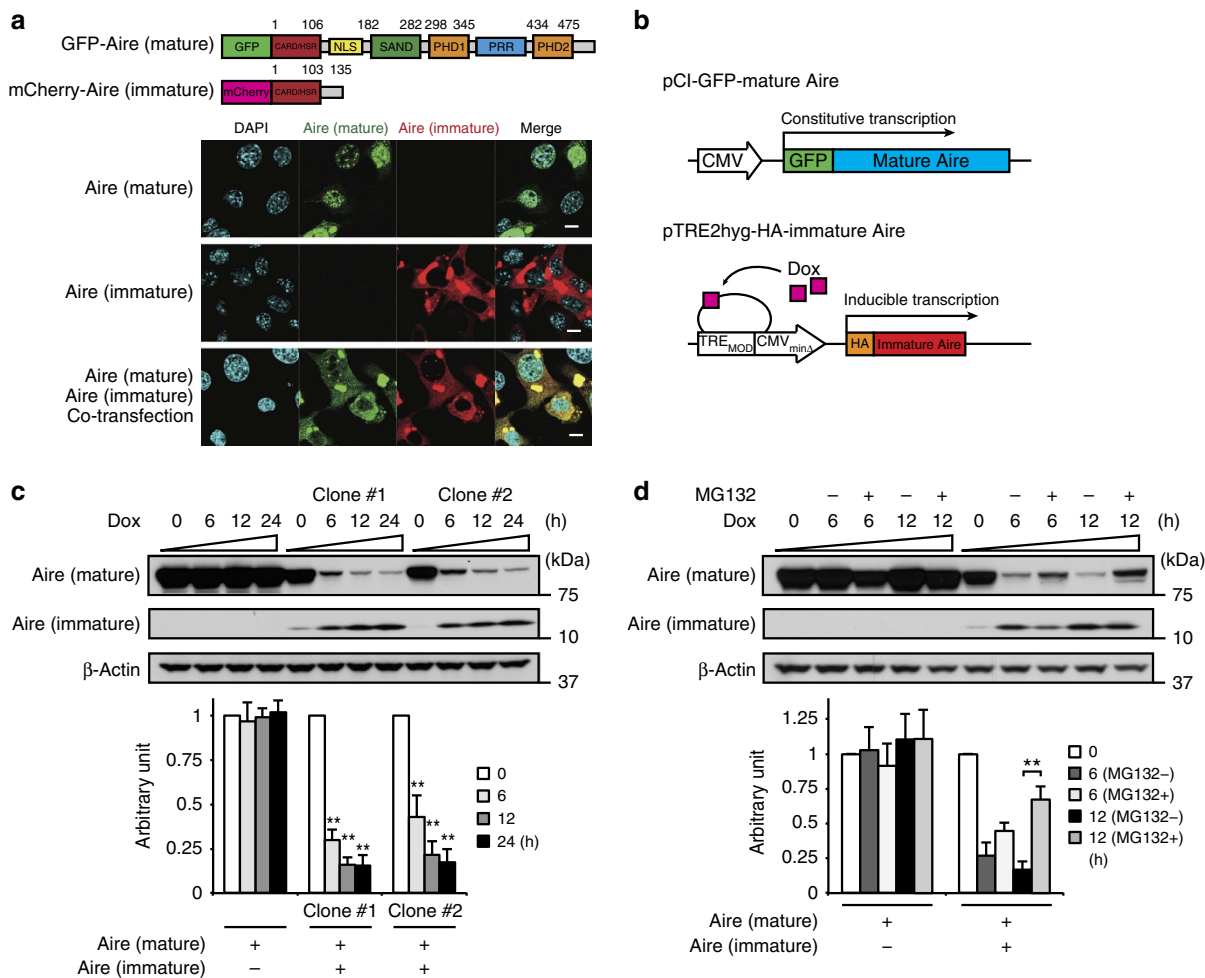 a
1 106 182 282 298 345 434 475
GFP-Aire (mature)
GFP CARD/HSR NLS SAND PHD1 PRR PHD2
1 103 135
mCherry-Aire (immature)
mCherry CARD/HSR
DAPI Aire (mature) Aire (immature) Merge
Aire (mature)
Aire (immature)
Aire (mature)
Aire (immature)
Co-transfection
b
pCI-GFP-mature Aire
Constitutive transcription
CMV GFP Mature Aire
pTRE2hyg-HA-immature Aire
Dox
Inducible transcription
TREMOD CMVminΔ HA Immature Aire
c
Clone #1 Clone #2
Dox 0 6 12 24 0 6 12 24 0 6 12 24 (h)
(kDa)
Aire (mature)
75
Aire (immature)
10
β-Actin
37
Arbitrary unit
1
0.75
0.5
0.25
0
** ** **
** ** **
0
6
12
24 (h)
Clone #1 Clone #2
Aire (mature) + + +
Aire (immature) – + +
d
MG132 – + – + – + – +
Dox 0 6 6 12 12 0 6 6 12 12 (h)
(kDa)
Aire (mature)
75
Aire (immature)
10
β-Actin
37
Arbitrary unit
1.25
1
0.75
0.5
0.25
0
**
0
6 (MG132–)
6 (MG132+)
12 (MG132–)
12 (MG132+)
(h)
Aire (mature) + +
Aire (immature) – +